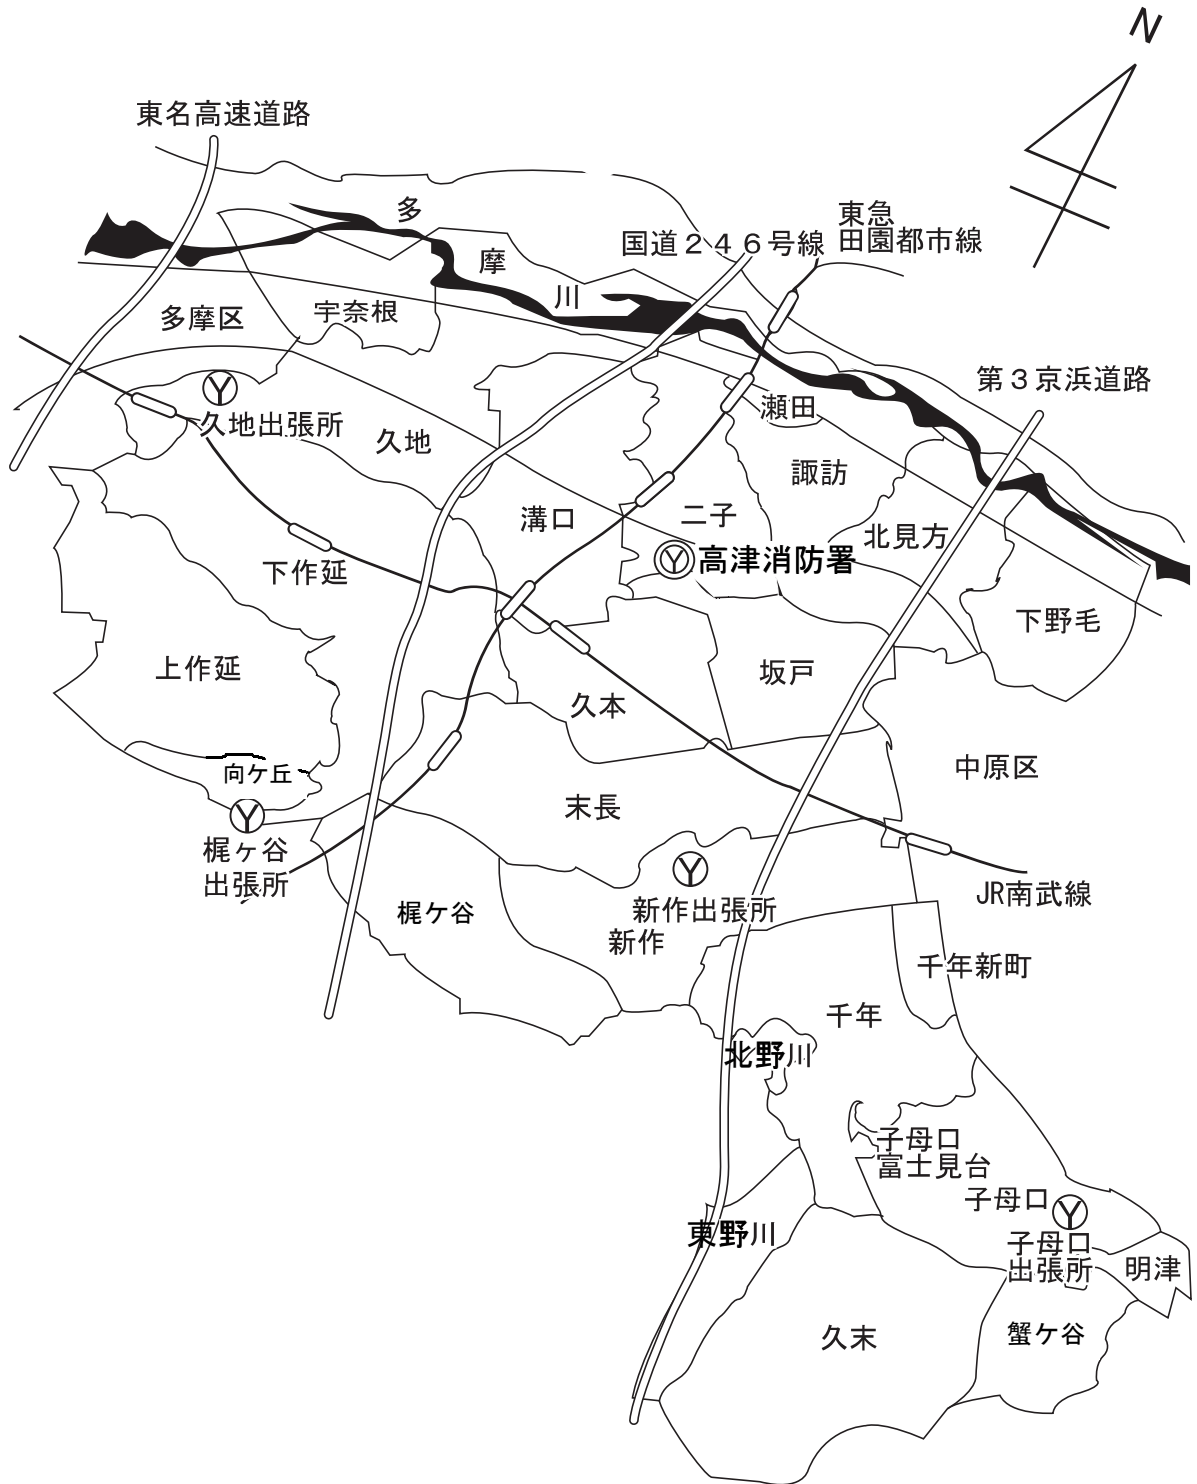 N
東名高速道路
多
摩
川
国道２４６号線
東急
田園都市線
多摩区
宇奈根
第３京浜道路
瀬田
久地出張所
久地
諏訪
溝口
二子
北見方
高津消防署
下作延
下野毛
上作延
坂戸
久本
中原区
向ケ丘
末長
梶ヶ谷
出張所
JR南武線
梶ケ谷
新作出張所
新作
千年新町
千年
北野川
子母口
富士見台
子母口
東野川
子母口
出張所
明津
久末
蟹ケ谷